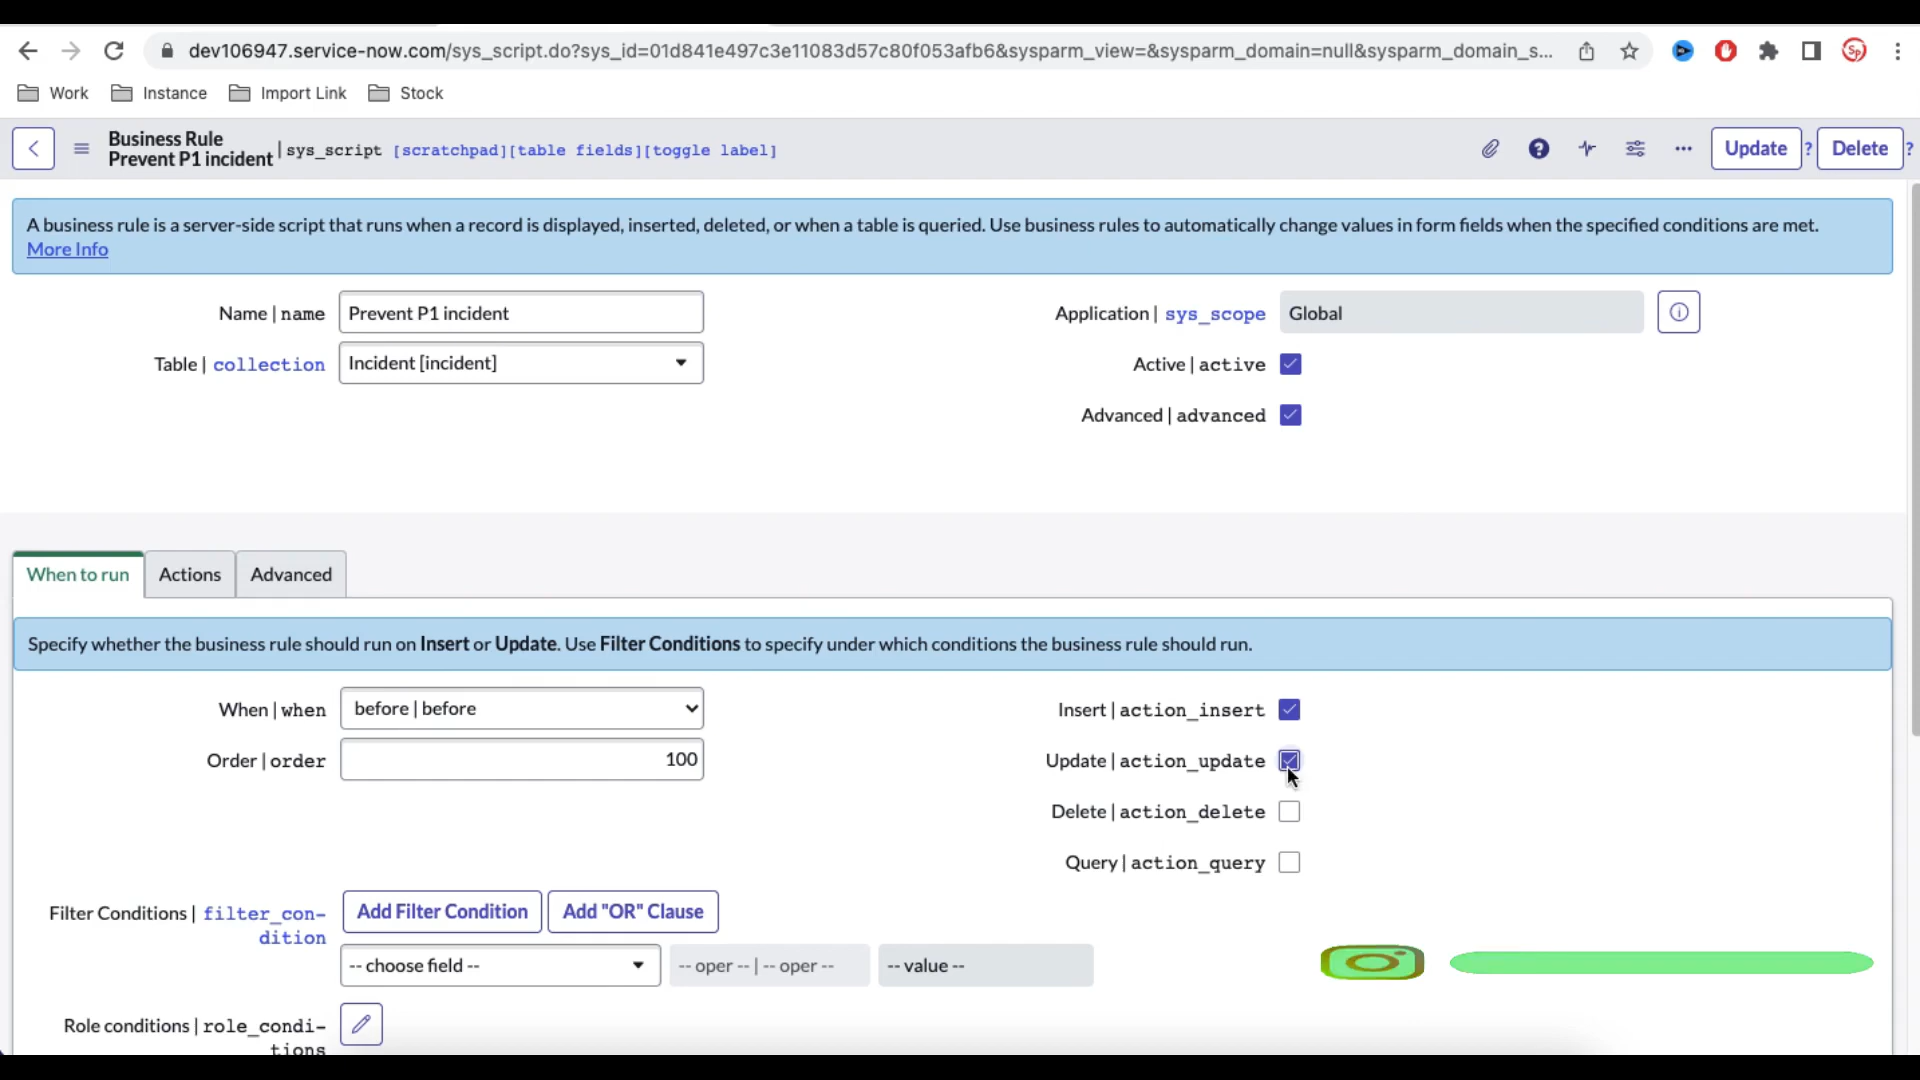 dev106947.service-now.com/sys_script.do?sys_id=01d841e497c3e11083d57c80f053afb6&sysparm_view=&sysparm_domain=null&sysparm_domain_s...
Sp
Work Instance Import Link Stock
Business Rule
Prevent P1 incident | sys_script [scratchpad][table fields][toggle label]
Update ? Delete ?
A business rule is a server-side script that runs when a record is displayed, inserted, deleted, or when a table is queried. Use business rules to automatically change values in form fields when the specified conditions are met.
More Info
Name | name Prevent P1 incident
Application | sys_scope Global
Table | collection Incident [incident]
Active | active
Advanced | advanced
When to run Actions Advanced
Specify whether the business rule should run on Insert or Update. Use Filter Conditions to specify under which conditions the business rule should run.
When | when before | before
Insert | action_insert
Order | order 100
Update | action_update
Delete | action_delete
Query | action_query
Filter Conditions | filter_con-
dition
Add Filter Condition Add "OR" Clause
-- choose field -- -- oper -- | -- oper -- -- value --
Role conditions | role_condi-
tions